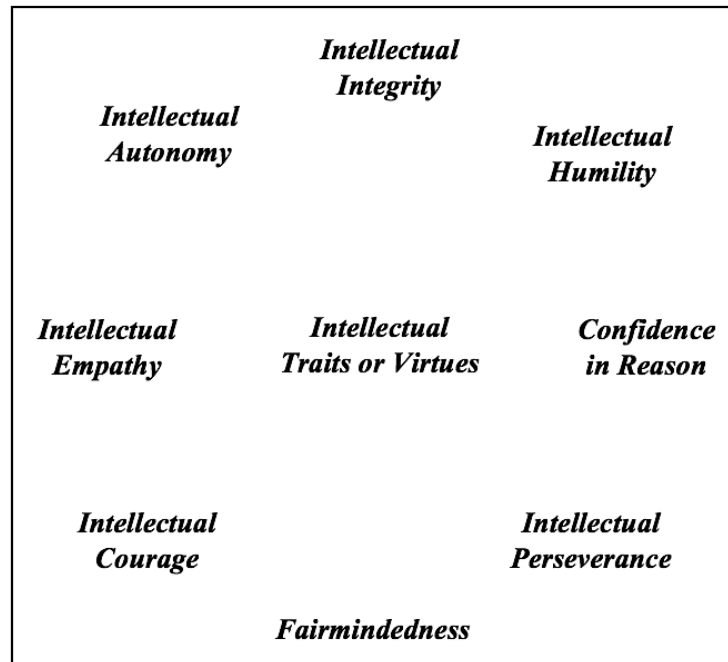 Intellectual
Integrity
Intellectual
Autonomy
Intellectual
Humility
Intellectual
Empathy
Intellectual
Traits or Virtues
Confidence
in Reason
Intellectual
Courage
Intellectual
Perseverance
Fairmindedness